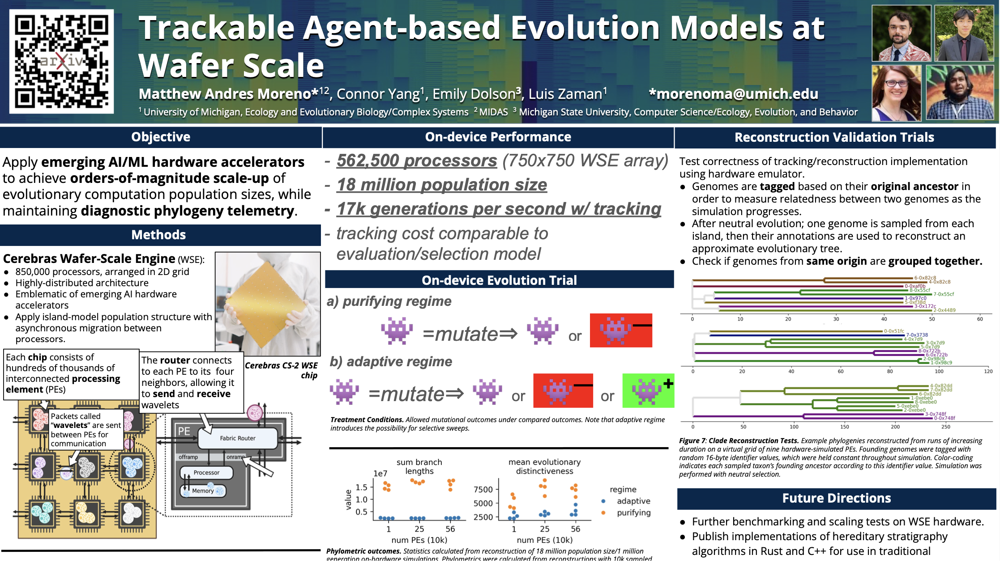 arXiv
Trackable Agent-based Evolution Models at
Wafer Scale
Matthew Andres Moreno*12, Connor Yang1, Emily Dolson3, Luis Zaman1 *morenoma@umich.edu
1 University of Michigan, Ecology and Evolutionary Biology/Complex Systems 2 MIDAS 3 Michigan State University, Computer Science/Ecology, Evolution, and Behavior
Objective
Apply emerging AI/ML hardware accelerators
to achieve orders-of-magnitude scale-up of
evolutionary computation population sizes, while
maintaining diagnostic phylogeny telemetry.
Methods
Cerebras Wafer-Scale Engine (WSE):
● 850,000 processors, arranged in 2D grid
● Highly-distributed architecture
● Emblematic of emerging AI hardware
accelerators
● Apply island-model population structure with
asynchronous migration between
processors.
Cerebras CS-2 WSE
chip
Each chip consists of
hundreds of thousands of
interconnected processing
element (PEs)
The router connects
to each PE to its four
neighbors, allowing it
to send and receive
wavelets
Packets called
“wavelets” are sent
between PEs for
communication
PE
Fabric Router
offramp
onramp
Processor
Memory
On-device Performance
- 562,500 processors (750x750 WSE array)
- 18 million population size
- 17k generations per second w/ tracking
- tracking cost comparable to
evaluation/selection model
On-device Evolution Trial
a) purifying regime
=mutate⇒ or −
b) adaptive regime
=mutate⇒ or − or +
Treatment Conditions. Allowed mutational outcomes under compared outcomes. Note that adaptive regime
introduces the possibility for selective sweeps.
sum branch
lengths
1e7
value
1.5
1.0
0.5
1 25 56
num PEs (10k)
mean evolutionary
distinctiveness
7500
5000
2500
1 25 56
num PEs (10k)
regime
adaptive
purifying
Phylometric outcomes. Statistics calculated from reconstruction of 18 million population size/1 million
generation on-hardware simulations. Phylometrics were calculated from reconstructions with 10k sampled
Reconstruction Validation Trials
Test correctness of tracking/reconstruction implementation
using hardware emulator.
● Genomes are tagged based on their original ancestor in
order to measure relatedness between two genomes as the
simulation progresses.
● After neutral evolution; one genome is sampled from each
island, then their annotations are used to reconstruct an
approximate evolutionary tree.
● Check if genomes from same origin are grouped together.
6-0x82c8
4-0x82c8
0-0xaf0b
8-0x55cf
7-0x55cf
1-0x97c0
5-0xf38d
3-0x172c
2-0x4489
0 10 20 30 40 50 60
0-0x51fc
7-0x3738
4-0x7d9
3-0x7d9
5-0x7d9
8-0x722b
6-0x722b
2-0x98c9
1-0x98c9
0 20 40 60 80 100 120
4-0x82dd
7-0x82dd
6-0x82dd
1-0xebe0
8-0xebe0
5-0xebe0
2-0xebe0
3-0x748f
0-0x748f
0 50 100 150 200 250
Figure 7: Clade Reconstruction Tests. Example phylogenies reconstructed from runs of increasing
duration on a virtual grid of nine hardware-simulated PEs. Founding genomes were tagged with
random 16-byte identifier values, which were held constant throughout simulation. Color-coding
indicates each sampled taxon’s founding ancestor according to this identifier value. Simulation was
performed with neutral selection.
Future Directions
● Further benchmarking and scaling tests on WSE hardware.
● Publish implementations of hereditary stratigraphy
algorithms in Rust and C++ for use in traditional